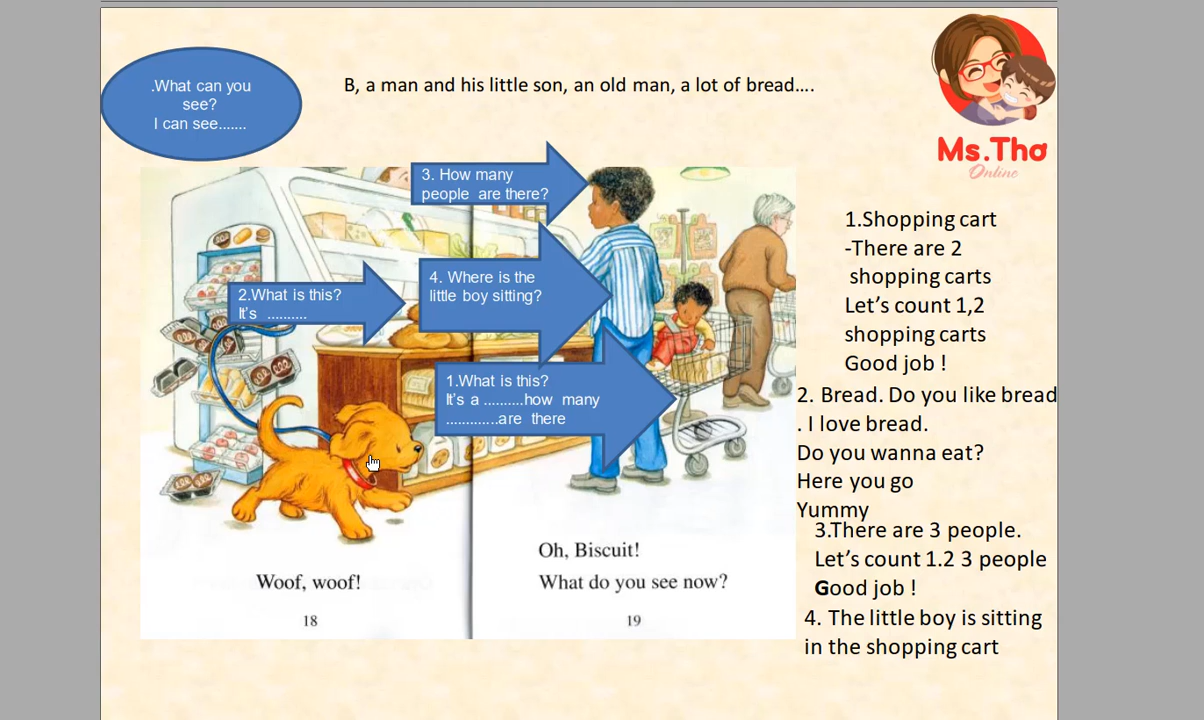 .What can you
see?
I can see.......
B, a man and his little son, an old man, a lot of bread....
Ms.Thơ
Online
3. How many
people are there?
4. Where is the
little boy sitting?
2.What is this?
It's ..........
1.What is this?
It's a ..........how many
.............are there
Woof, woof!
18
Oh, Biscuit!
What do you see now?
19
1.Shopping cart
-There are 2
shopping carts
Let's count 1,2
shopping carts
Good job !
2. Bread. Do you like bread
. I love bread.
Do you wanna eat?
Here you go
Yummy
3.There are 3 people.
Let's count 1.2 3 people
Good job !
4. The little boy is sitting
in the shopping cart